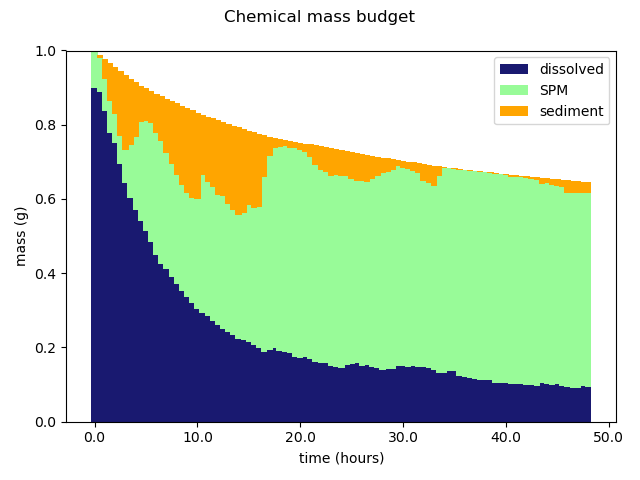 Chemical mass budget
1.0
0.8
0.6
0.4
0.2
0.0
mass (g)
dissolved
SPM
sediment
0.0 10.0 20.0 30.0 40.0 50.0
time (hours)